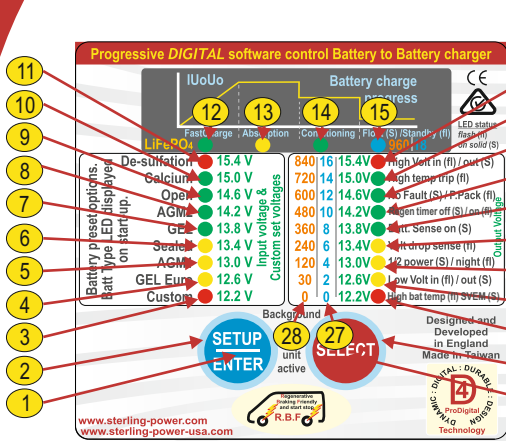 Progressive DIGITAL software control Battery to Battery charger
IUoUo
Battery charge
progress
LED status
flash (fl)
on solid (S)
11
10
9
8
7
6
5
4
3
2
1
12
13
14
15
FastCharge Absorption Conditioning Float (S) /Standby (fl)
LiFePO4
960 18
Battery preset options.
Batt Type LED displayed
on start/up.
De-sulfation 15.4 V
Calcium 15.0 V
Open 14.6 V
AGM2 14.2 V
GEL 13.8 V
Sealed 13.4 V
AGM1 13.0 V
GEL Euro 12.6 V
Custom 12.2 V
Input voltage &
Custom set voltages
840 16 15.4V High Volt in (fl) / out (S)
720 14 15.0V High temp trip (fl)
600 12 14.6V No Fault (S) / P.Pack (fl)
480 10 14.2V Regen timer off (S) / on (fl)
360 8 13.8V Batt. Sense on (S)
240 6 13.4V Volt drop sense (fl)
120 4 13.0V 1/2 power (S) / night (fl)
30 2 12.6V Low Volt in (fl) / out (S)
0 0 12.2V High bat temp (fl) SVEM (S)
Output Voltage
Background
unit
active
28
27
SETUP
ENTER
SELECT
Designed and
Developed
in England
Made in Taiwan
Regenerative
Braking Friendly
and start stop
R.B.F
www.sterling-power.com
www.sterling-power-usa.com
DYNAMIC : DIGITAL : DURABLE : DESIGN
D4
ProDigital
Technology